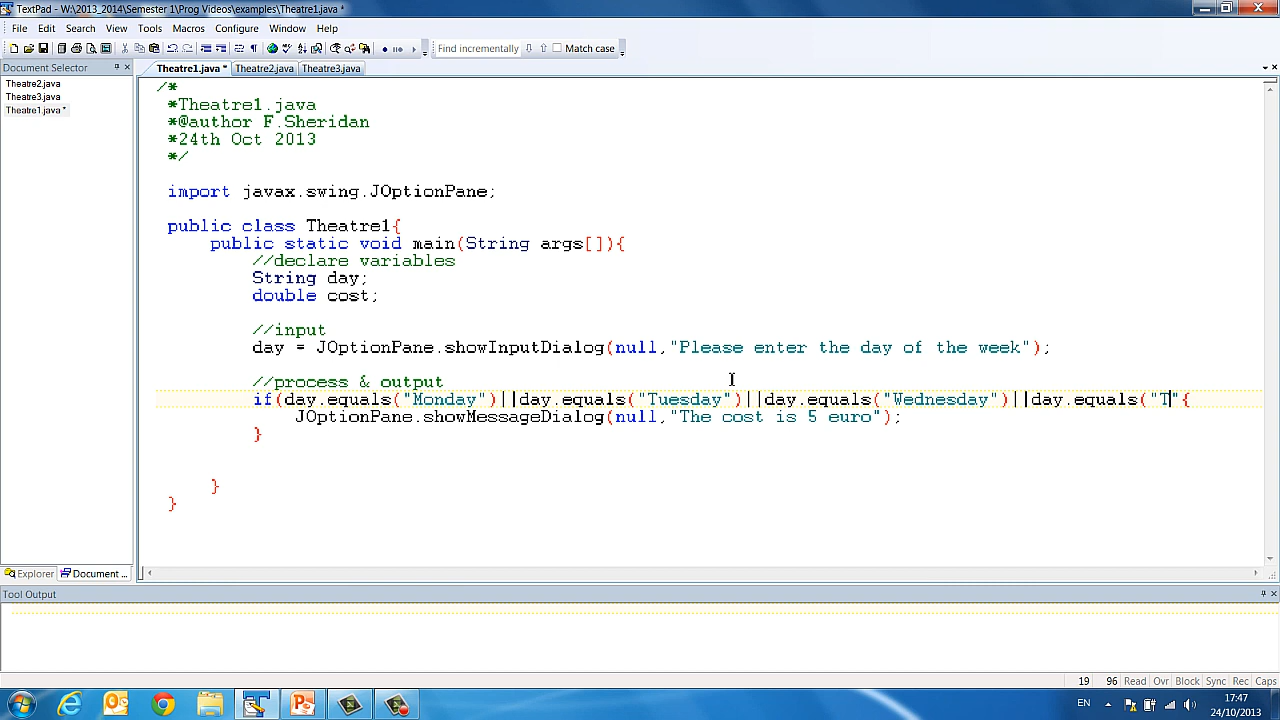 TextPad - W:\2013_2014\Semester 1\Prog Videos\examples\Theatre1.java *
File Edit Search View Tools Macros Configure Window Help
Find incrementally Match case
Document Selector
Theatre1.java * Theatre2.java Theatre3.java
Theatre2.java
Theatre3.java
Theatre1.java *
/*
*Theatre1.java
*@author F.Sheridan
*24th Oct 2013
*/
import javax.swing.JOptionPane;
public class Theatre1{
public static void main(String args[]){
//declare variables
String day;
double cost;
//input
day = JOptionPane.showInputDialog(null,"Please enter the day of the week");
//process & output
if(day.equals("Monday")||day.equals("Tuesday")||day.equals("Wednesday")||day.equals("T"{
JOptionPane.showMessageDialog(null,"The cost is 5 euro");
}
}
}
Explorer Document ...
Tool Output
19 96 Read Ovr Block Sync Rec Caps
EN 17:47
24/10/2013